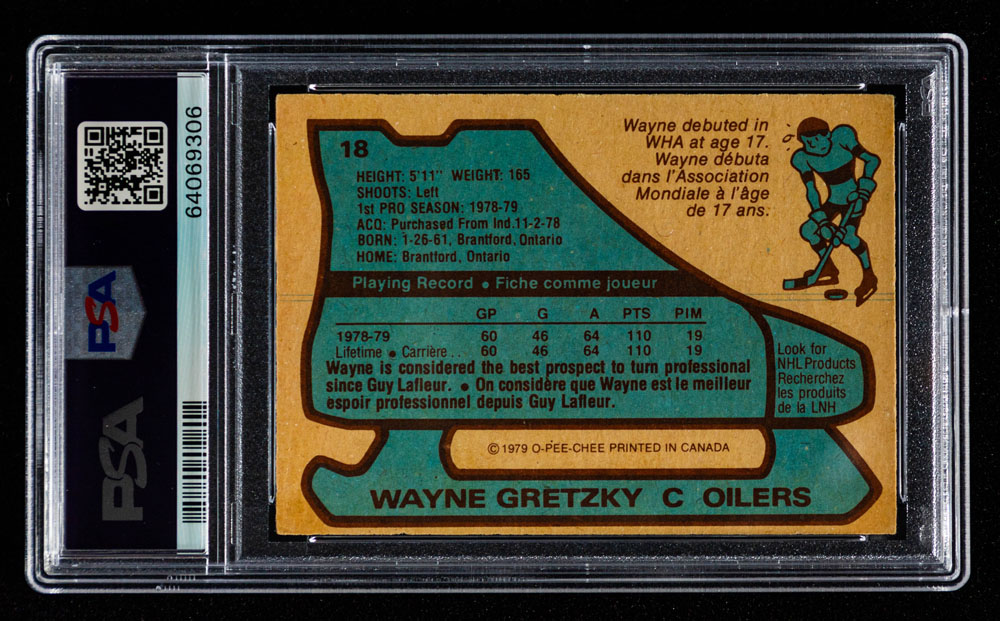 PSA
PSA
64069306
18
HEIGHT: 5'11" WEIGHT: 165
SHOOTS: Left
1st PRO SEASON: 1978-79
ACQ: Purchased From Ind. 11-2-78
BORN: 1-26-61, Brantford, Ontario
HOME: Brantford, Ontario
Wayne debuted in
WHA at age 17.
Wayne débuta
dans l'Association
Mondiale à l'âge
de 17 ans.
Playing Record • Fiche comme joueur
GP G A PTS PIM
1978-79 60 46 64 110 19
Lifetime • Carrière . . 60 46 64 110 19
Wayne is considered the best prospect to turn professional
since Guy Lafleur. • On considère que Wayne est le meilleur
espoir professionnel depuis Guy Lafleur.
Look for
NHL Products
Recherchez
les produits
de la LNH
© 1979 O-PEE-CHEE PRINTED IN CANADA
WAYNE GRETZKY C OILERS